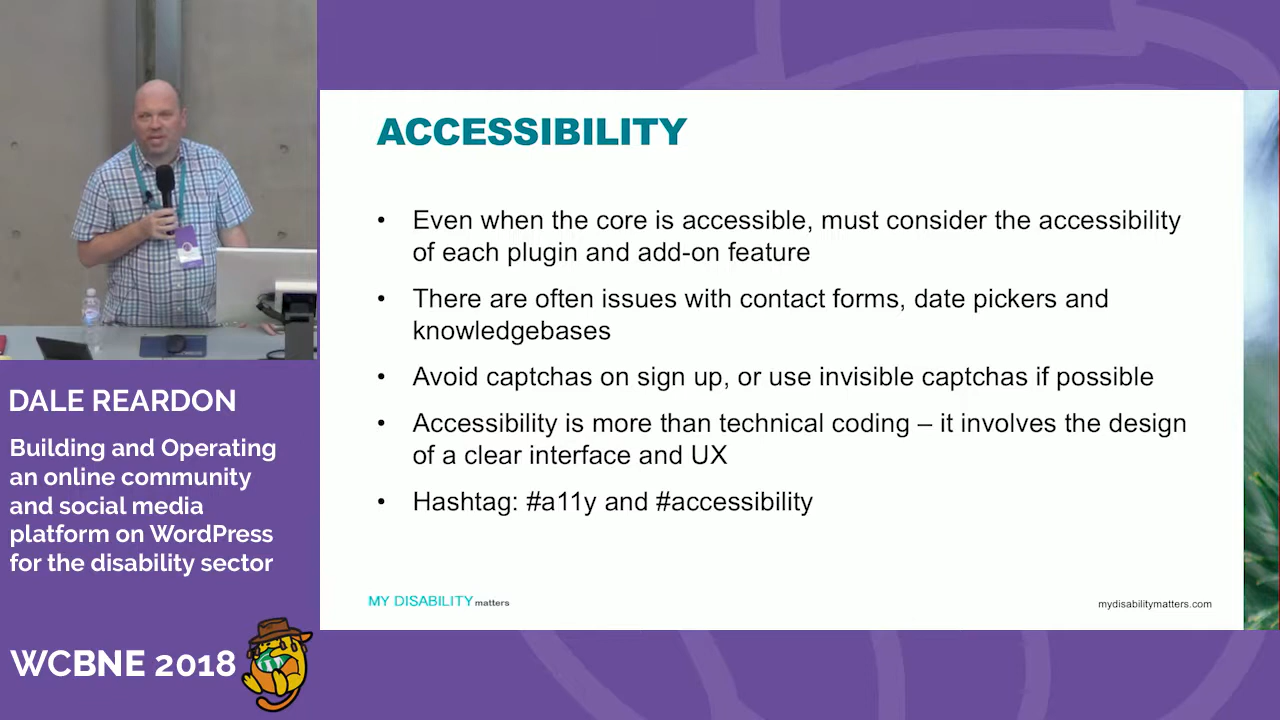 ACCESSIBILITY
• Even when the core is accessible, must consider the accessibility
of each plugin and add-on feature
• There are often issues with contact forms, date pickers and
knowledgebases
• Avoid captchas on sign up, or use invisible captchas if possible
• Accessibility is more than technical coding – it involves the design
of a clear interface and UX
• Hashtag: #a11y and #accessibility
MY DISABILITY matters
mydisabilitymatters.com
DALE REARDON
Building and Operating
an online community
and social media
platform on WordPress
for the disability sector
WCBNE 2018